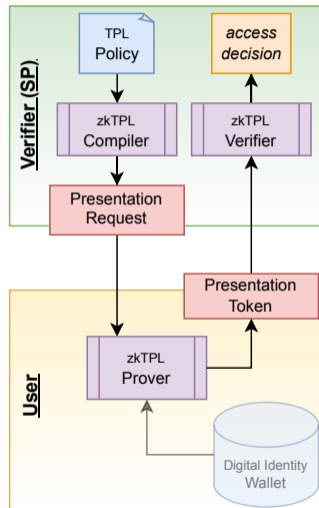 Verifier (SP)
TPL
Policy
access
decision
zkTPL
Compiler
zkTPL
Verifier
Presentation
Request
Presentation
Token
User
zkTPL
Prover
Digital Identity
Wallet